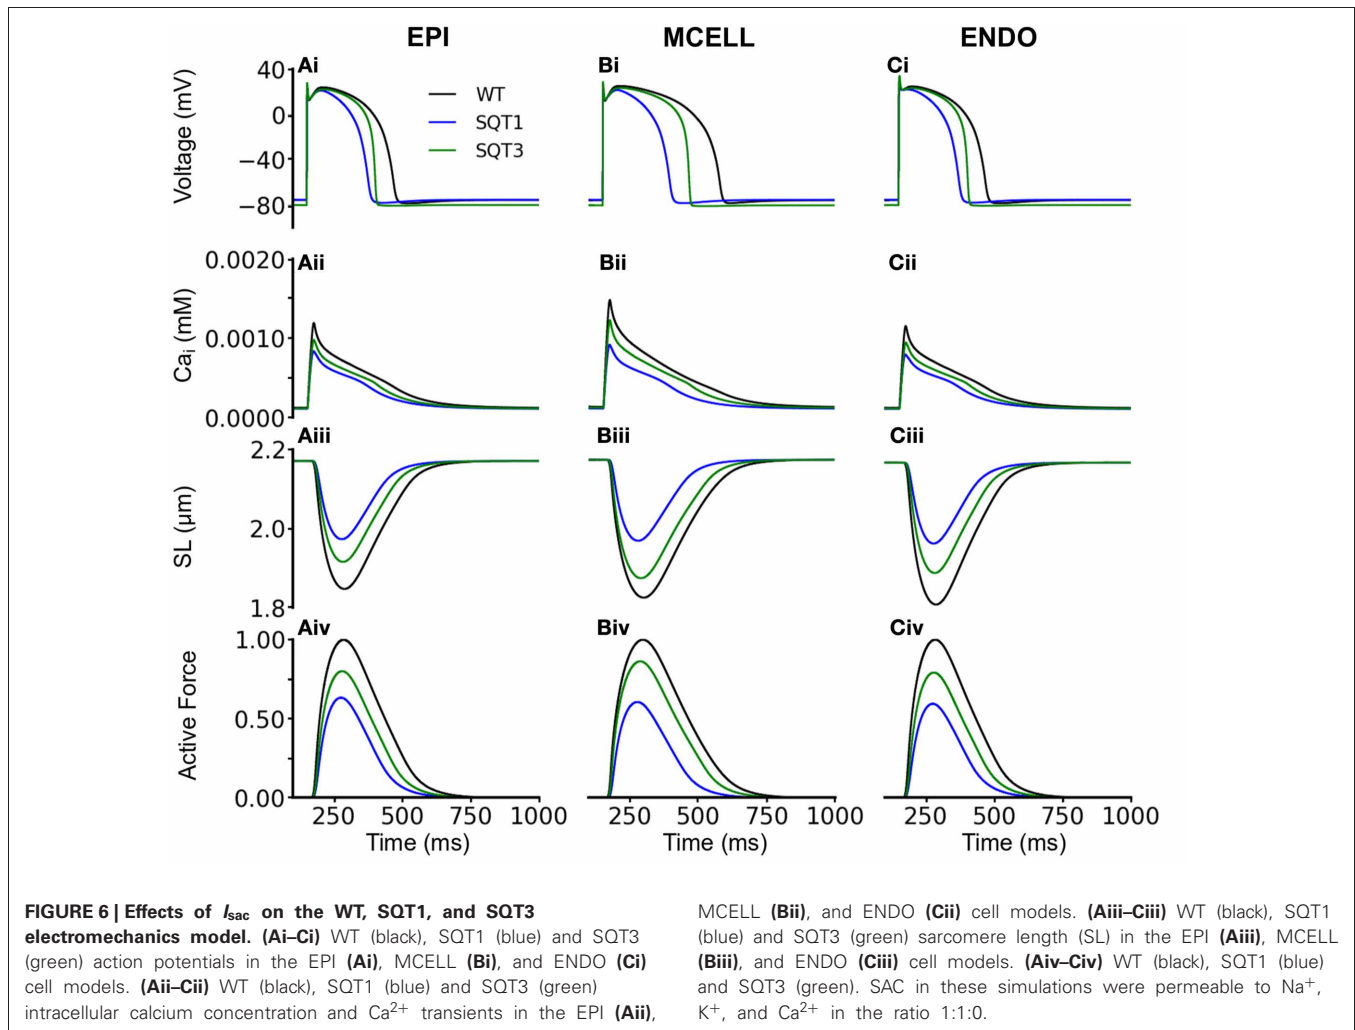 EPI MCELL ENDO
Ai Bi Ci
40
0
−40
−80
Voltage (mV)
WT
SQT1
SQT3
Aii Bii Cii
0.0020
0.0010
0.0000
Cai (mM)
Aiii Biii Ciii
2.2
2.0
1.8
SL (µm)
Aiv Biv Civ
1.00
0.50
0.00
Active Force
250 500 750 1000 250 500 750 1000 250 500 750 1000
Time (ms) Time (ms) Time (ms)
FIGURE 6 | Effects of Isac on the WT, SQT1, and SQT3
electromechanics model. (Ai–Ci) WT (black), SQT1 (blue) and SQT3
(green) action potentials in the EPI (Ai), MCELL (Bi), and ENDO (Ci)
cell models. (Aii–Cii) WT (black), SQT1 (blue) and SQT3 (green)
intracellular calcium concentration and Ca2+ transients in the EPI (Aii),
MCELL (Bii), and ENDO (Cii) cell models. (Aiii–Ciii) WT (black), SQT1
(blue) and SQT3 (green) sarcomere length (SL) in the EPI (Aiii), MCELL
(Biii), and ENDO (Ciii) cell models. (Aiv–Civ) WT (black), SQT1 (blue)
and SQT3 (green). SAC in these simulations were permeable to Na+,
K+, and Ca2+ in the ratio 1:1:0.